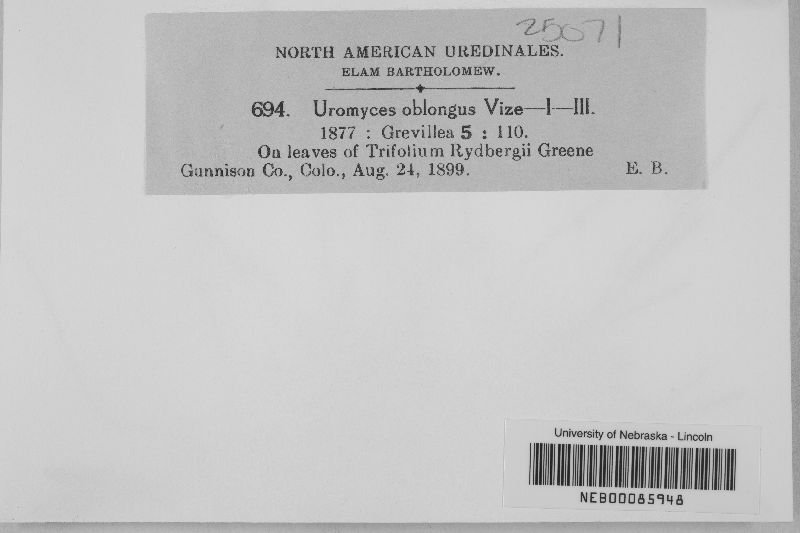 25071
NORTH AMERICAN UREDINALES.
ELAM BARTHOLOMEW.
694. Uromyces oblongus Vize—I—III.
1877 : Grevillea 5 : 110.
On leaves of Trifolium Rydbergii Greene
Gunnison Co., Colo., Aug. 24, 1899. E. B.
University of Nebraska - Lincoln
NEB00085948